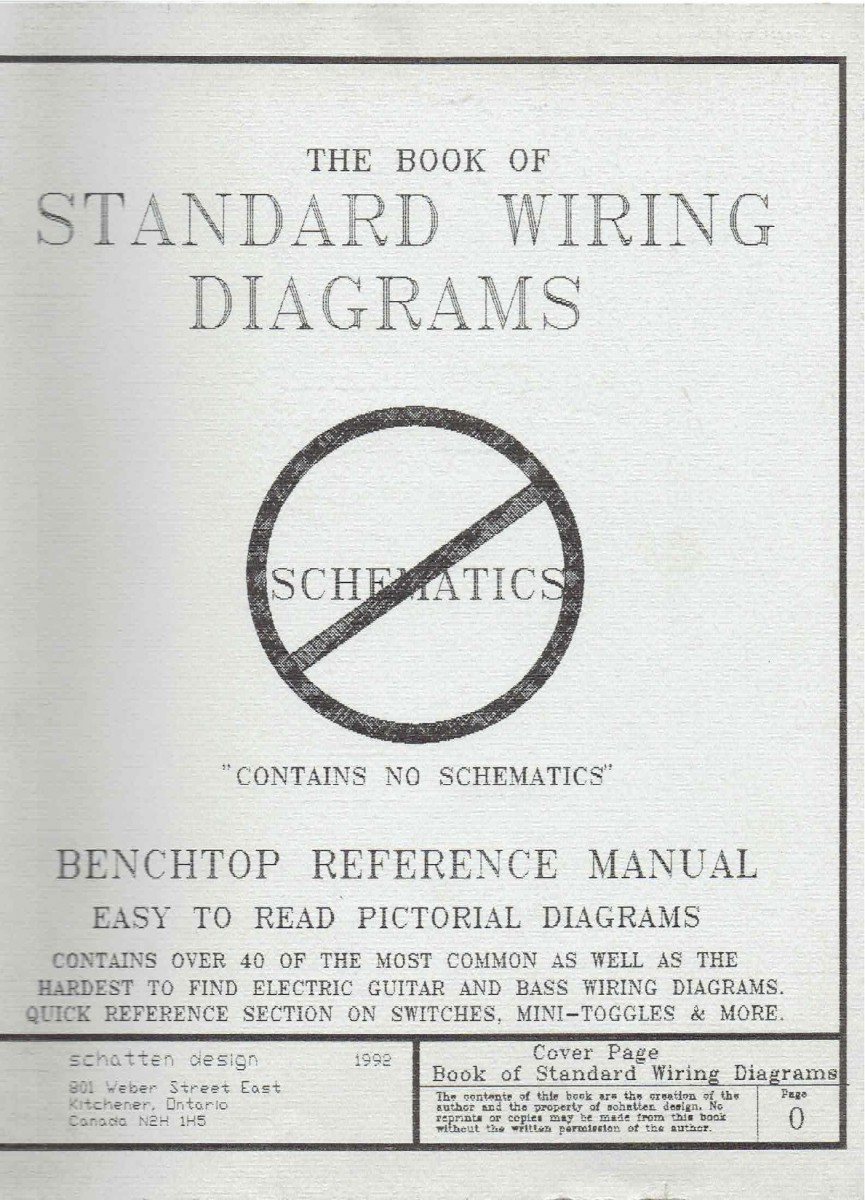 THE BOOK OF
STANDARD WIRING
DIAGRAMS
SCHEMATICS
"CONTAINS NO SCHEMATICS"
BENCHTOP REFERENCE MANUAL
EASY TO READ PICTORIAL DIAGRAMS
CONTAINS OVER 40 OF THE MOST COMMON AS WELL AS THE
HARDEST TO FIND ELECTRIC GUITAR AND BASS WIRING DIAGRAMS.
QUICK REFERENCE SECTION ON SWITCHES, MINI-TOGGLES & MORE.
schatten design 1992
801 Weber Street East
Kitchener, Ontario
Canada N2H 1H5
Cover Page
Book of Standard Wiring Diagrams
The contents of this book are the creation of the
author and the property of schatten design. No
reprints or copies may be made from this book
without the written permission of the author.
Page
0